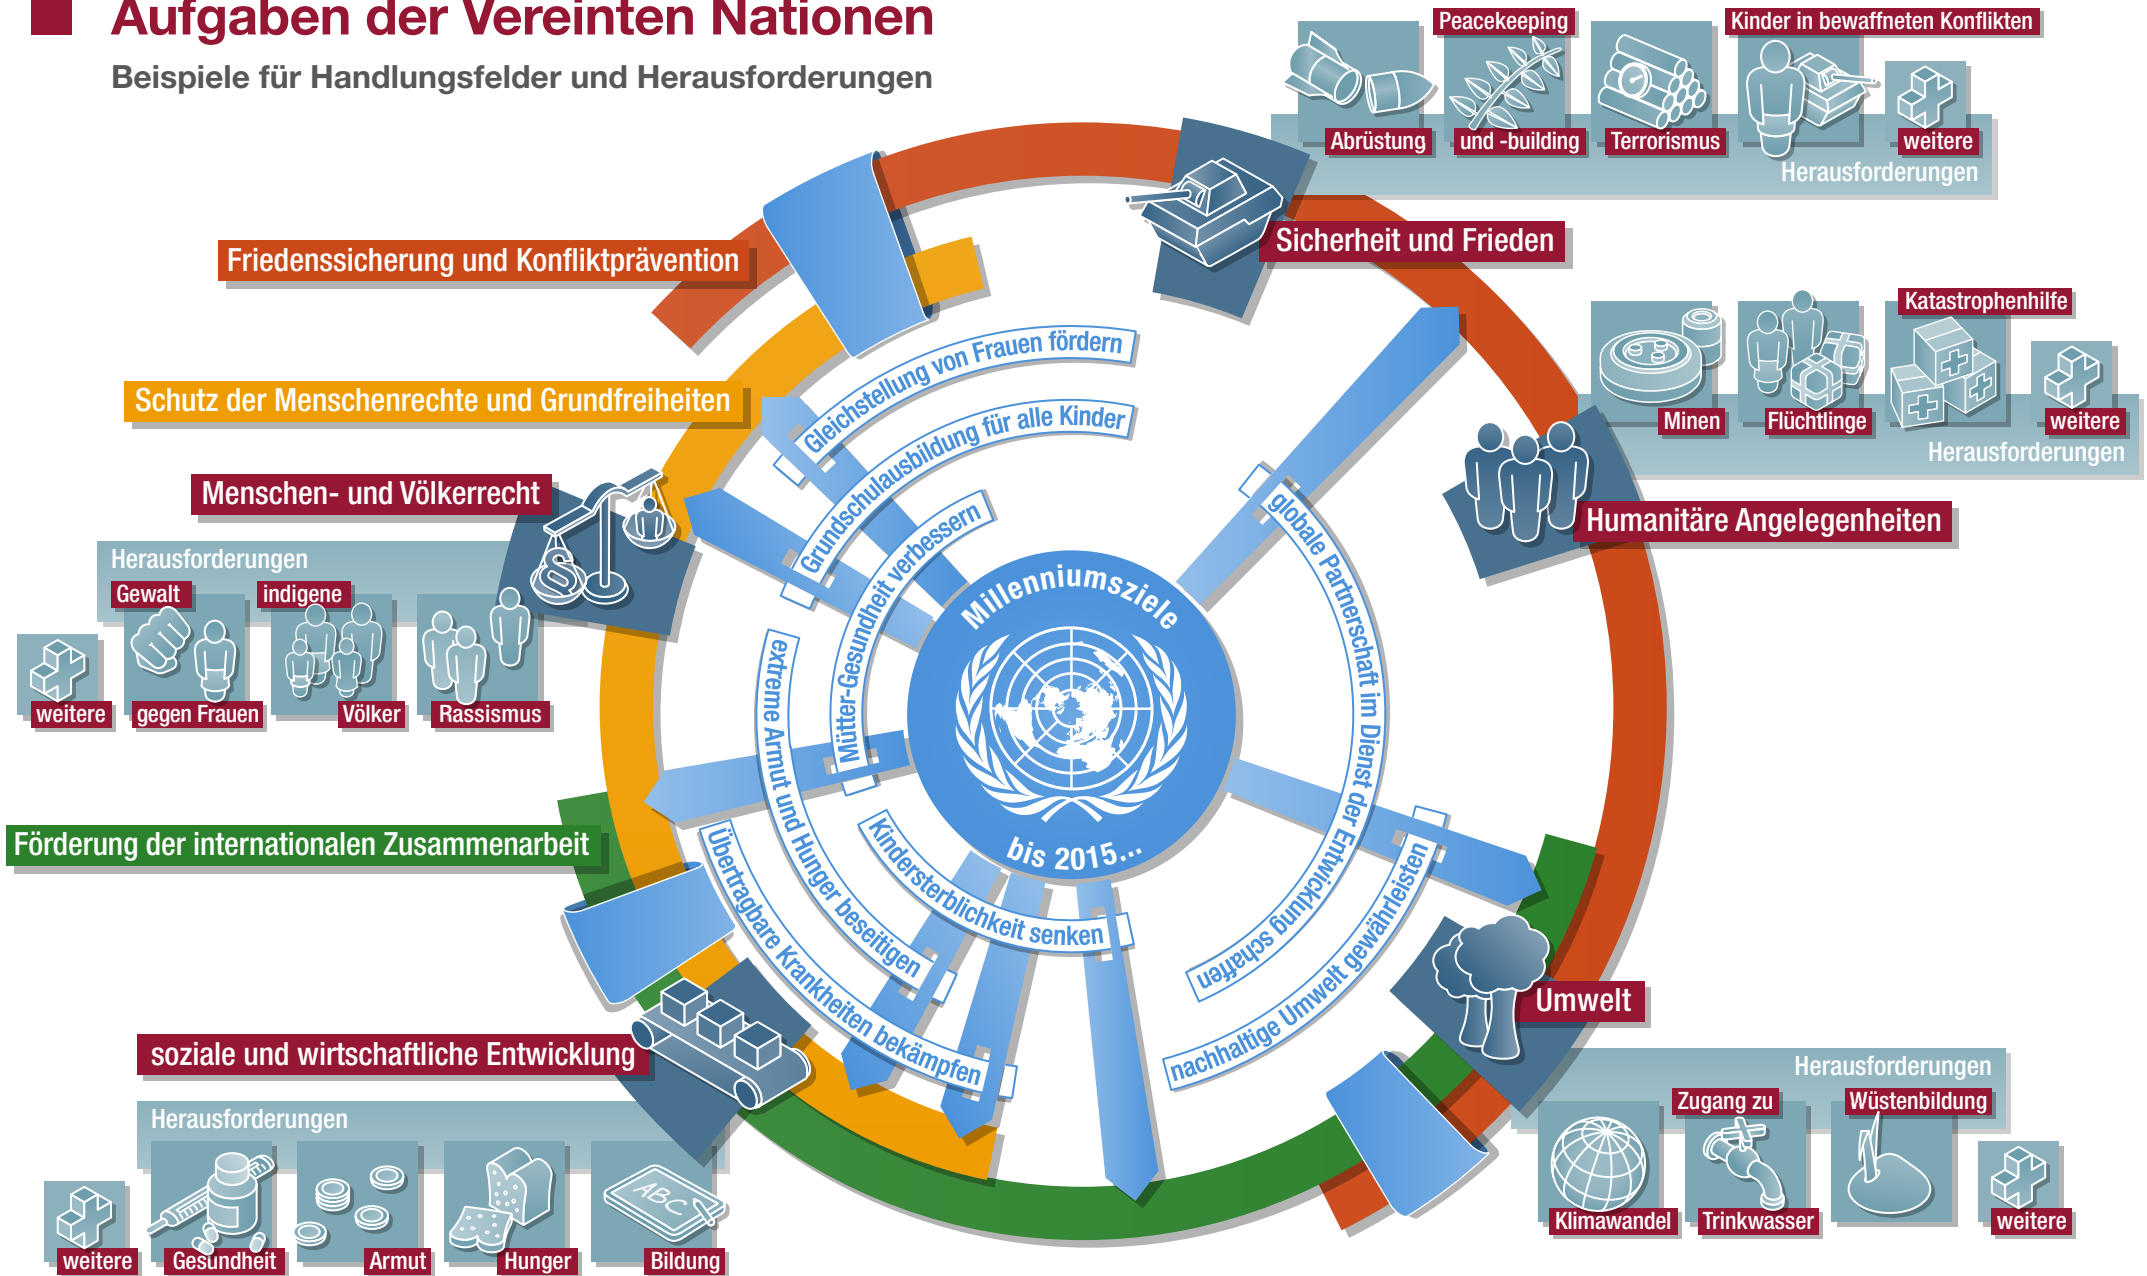 Aufgaben der Vereinten Nationen
Beispiele für Handlungsfelder und Herausforderungen
Peacekeeping
Kinder in bewaffneten Konflikten
Abrüstung
und -building
Terrorismus
weitere
Herausforderungen
Sicherheit und Frieden
Friedenssicherung und Konfliktprävention
Katastrophenhilfe
Minen
Flüchtlinge
weitere
Herausforderungen
Humanitäre Angelegenheiten
Schutz der Menschenrechte und Grundfreiheiten
Menschen- und Völkerrecht
Herausforderungen
Gewalt
indigene
weitere
gegen Frauen
Völker
Rassismus
Gleichstellung von Frauen fördern
Grundschulausbildung für alle Kinder
Mütter-Gesundheit verbessern
globale Partnerschaft im Dienst der Entwicklung schaffen
Millenniumsziele
bis 2015...
extreme Armut und Hunger beseitigen
Kindersterblichkeit senken
Übertragbare Krankheiten bekämpfen
nachhaltige Umwelt gewährleisten
Förderung der internationalen Zusammenarbeit
Umwelt
Herausforderungen
Zugang zu
Wüstenbildung
Klimawandel
Trinkwasser
weitere
soziale und wirtschaftliche Entwicklung
Herausforderungen
ABC
weitere
Gesundheit
Armut
Hunger
Bildung